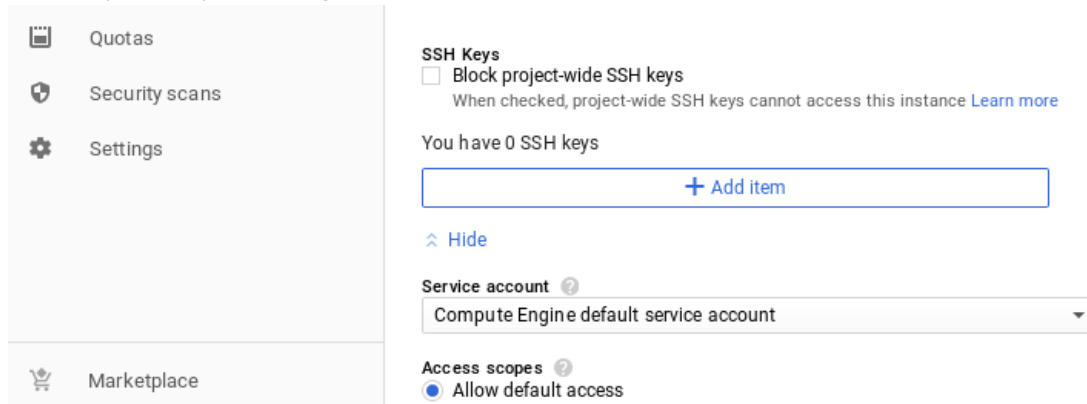 Quotas
Security scans
Settings
Marketplace
SSH Keys
Block project-wide SSH keys
When checked, project-wide SSH keys cannot access this instance Learn more
You have 0 SSH keys
+ Add item
Hide
Service account
Compute Engine default service account
Access scopes
Allow default access